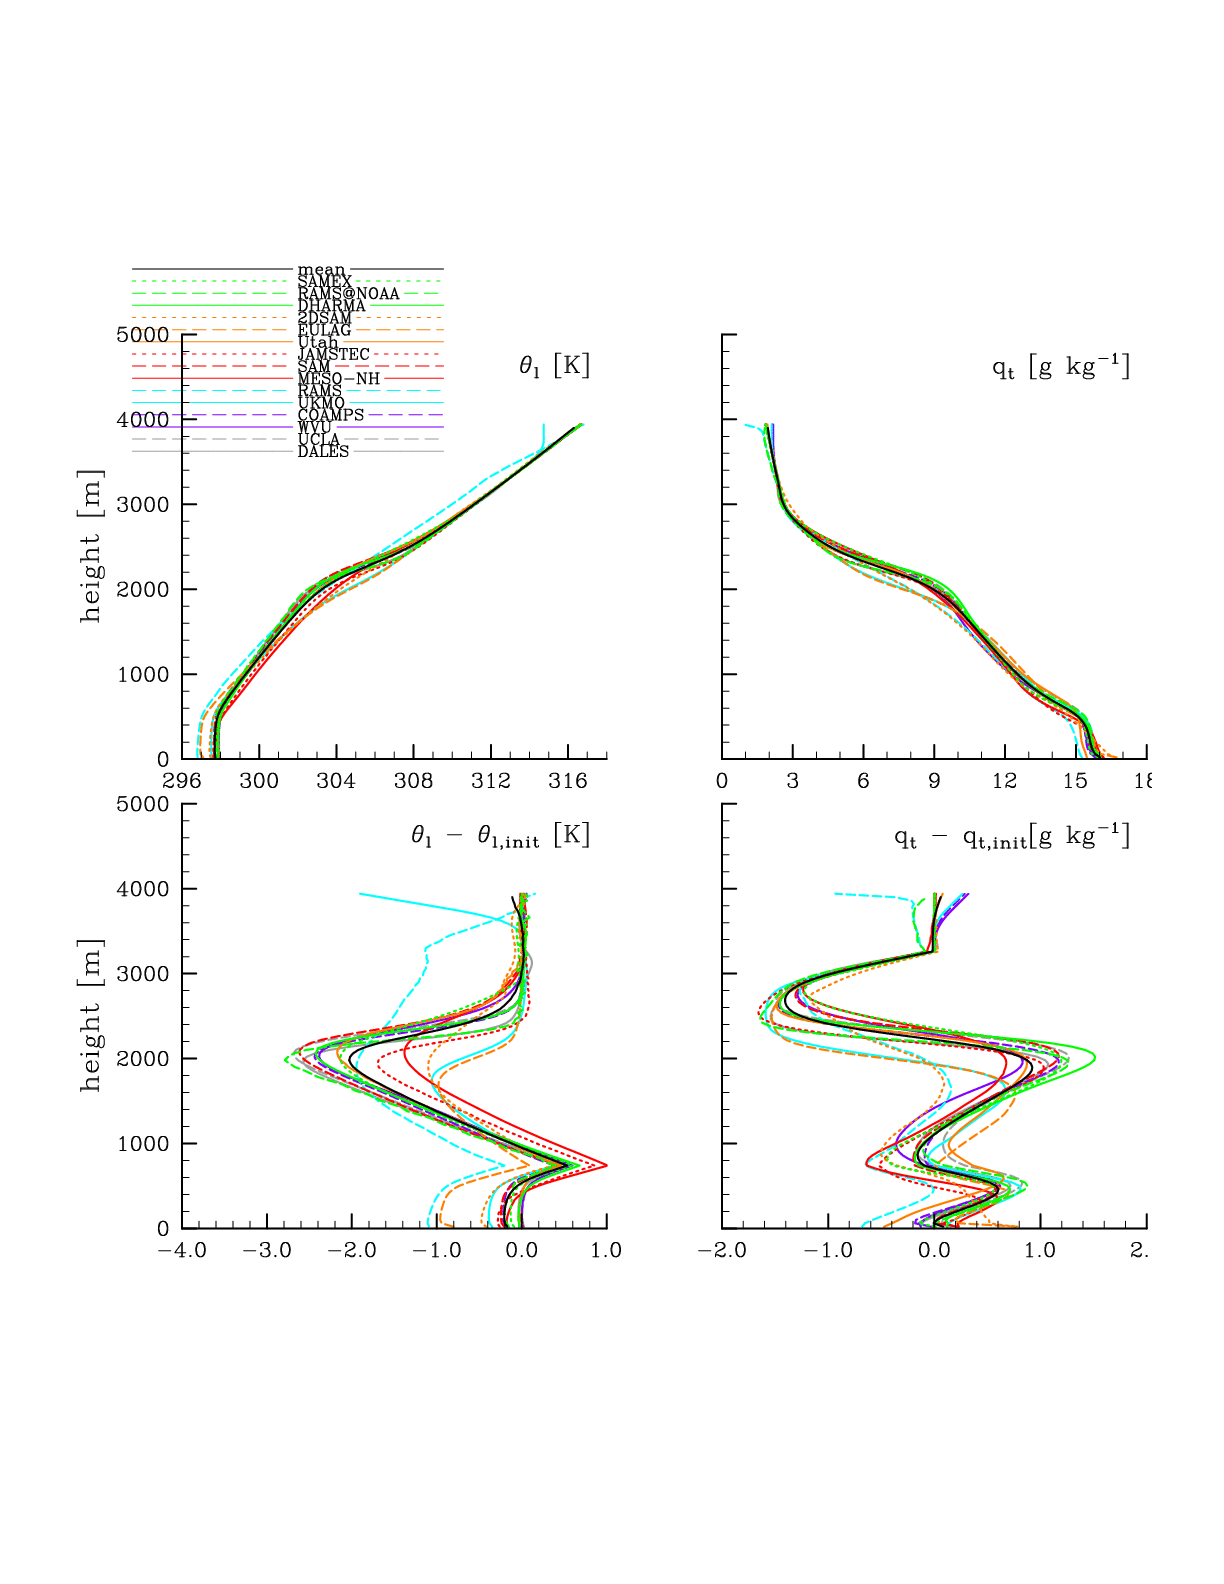 mean
SAMEX
RAMS@NOAA
DHARMA
2DSAM
EULAG
Utah
JAMSTEC
SAM
MESO-NH
RAMS
UKMO
COAMPS
WVU
UCLA
DALES
θl [K]
5000
4000
3000
2000
1000
0
height [m]
296 300 304 308 312 316
qt [g kg⁻¹]
0 3 6 9 12 15 18
θl − θl,init [K]
5000
4000
3000
2000
1000
0
height [m]
−4.0 −3.0 −2.0 −1.0 0.0 1.0
qt − qt,init[g kg⁻¹]
−2.0 −1.0 0.0 1.0 2.